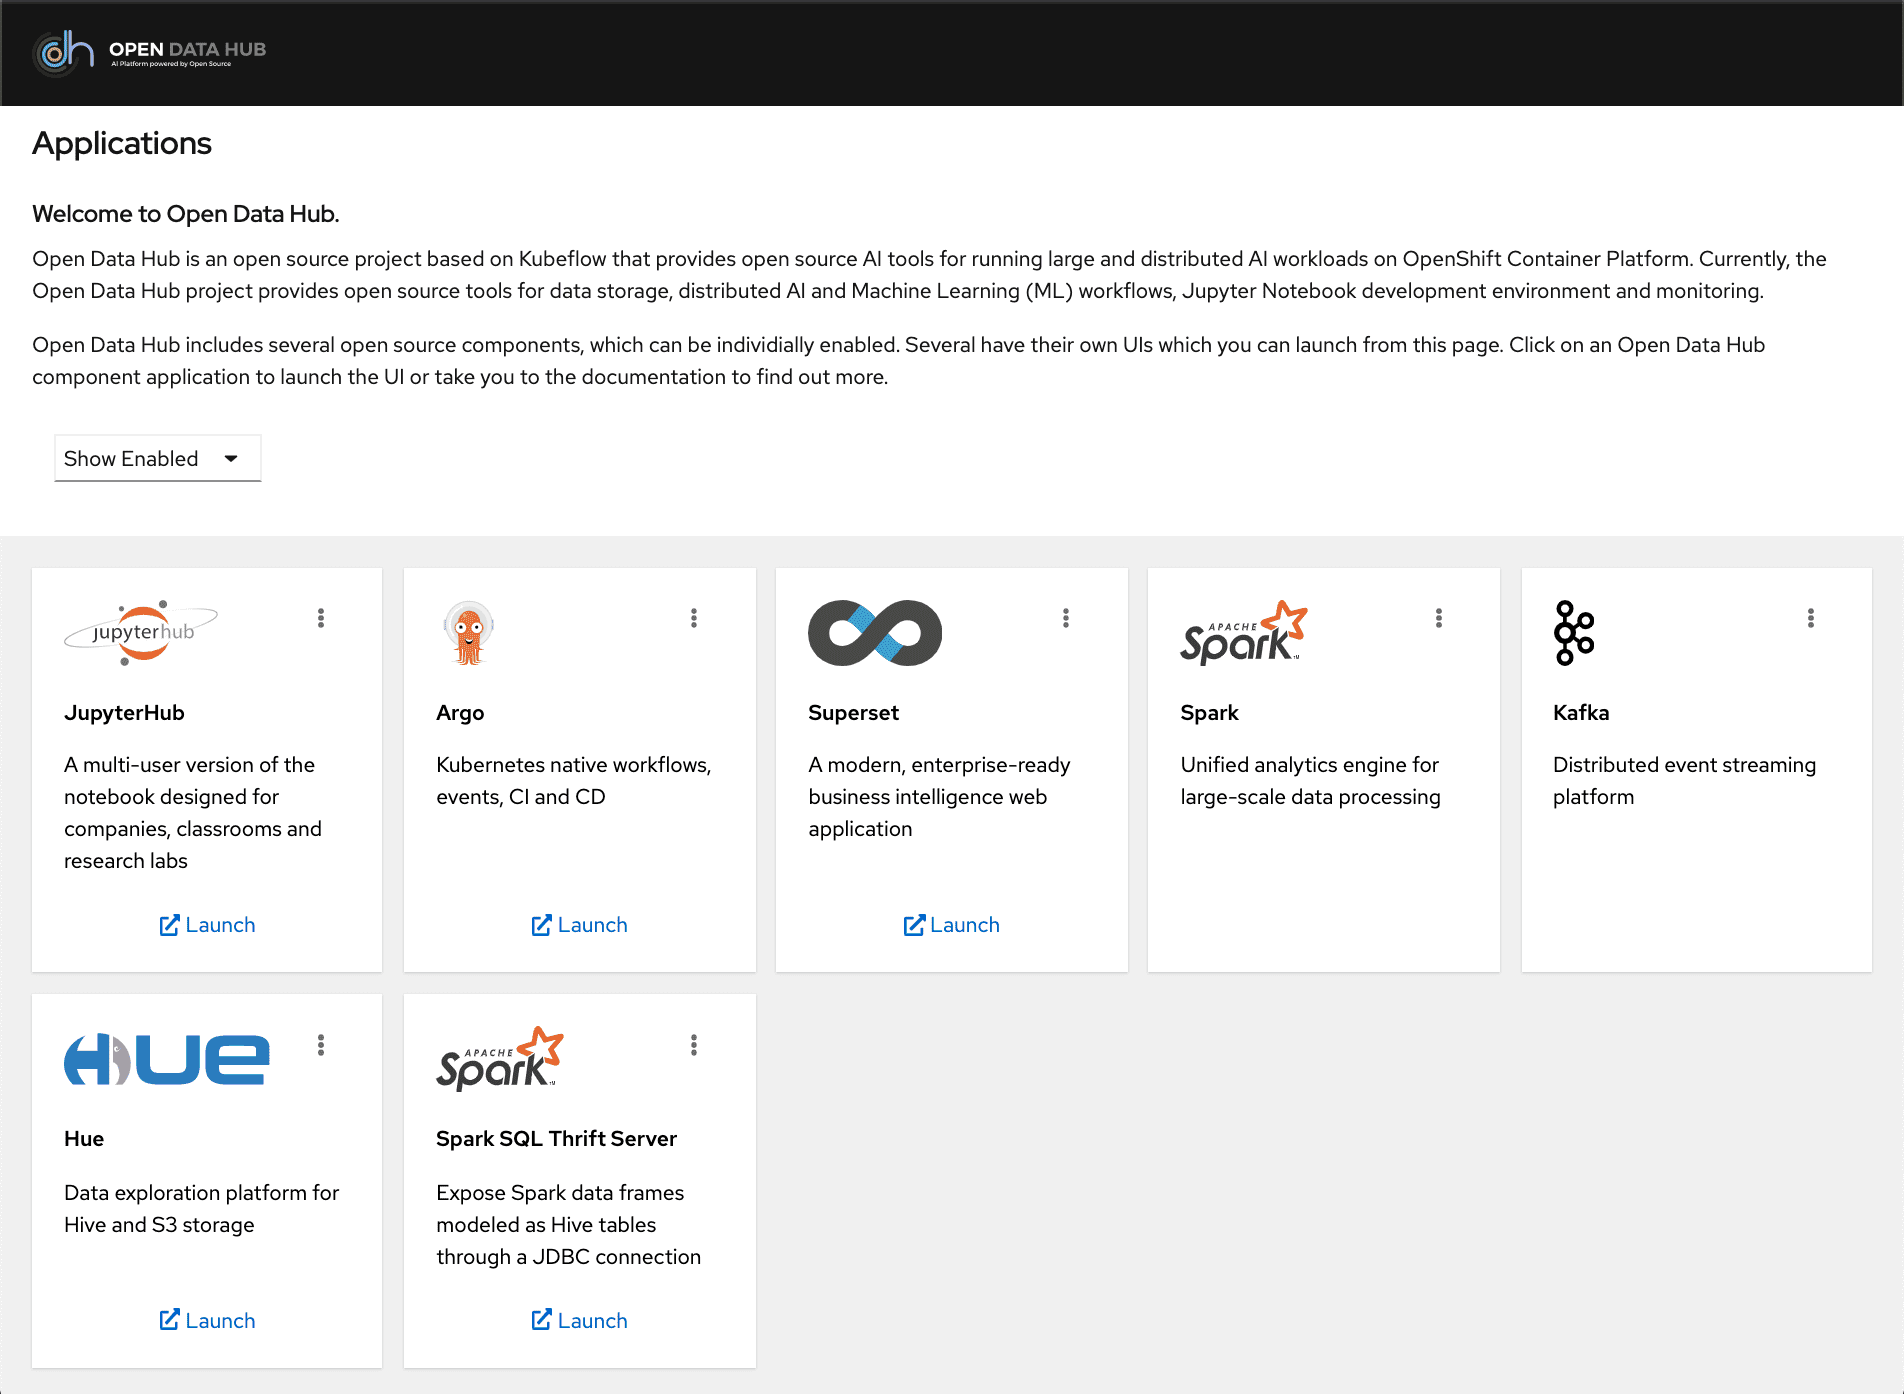 OPEN DATA HUB
AI Platform powered by Open Source
Applications
Welcome to Open Data Hub.
Open Data Hub is an open source project based on Kubeflow that provides open source AI tools for running large and distributed AI workloads on OpenShift Container Platform. Currently, the
Open Data Hub project provides open source tools for data storage, distributed AI and Machine Learning (ML) workflows, Jupyter Notebook development environment and monitoring.
Open Data Hub includes several open source components, which can be individially enabled. Several have their own UIs which you can launch from this page. Click on an Open Data Hub
component application to launch the UI or take you to the documentation to find out more.
Show Enabled
jupyterhub
JupyterHub
A multi-user version of the
notebook designed for
companies, classrooms and
research labs
Launch
Argo
Kubernetes native workflows,
events, CI and CD
Launch
Superset
A modern, enterprise-ready
business intelligence web
application
Launch
APACHE
Spark™
Spark
Unified analytics engine for
large-scale data processing
Kafka
Distributed event streaming
platform
HUE
Hue
Data exploration platform for
Hive and S3 storage
Launch
APACHE
Spark™
Spark SQL Thrift Server
Expose Spark data frames
modeled as Hive tables
through a JDBC connection
Launch